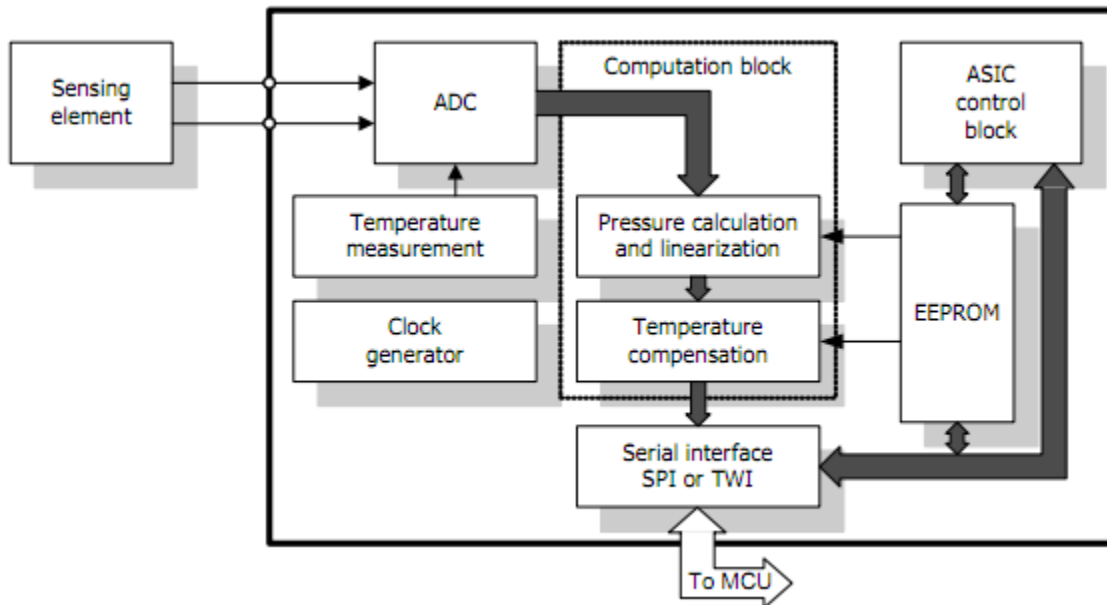 Sensing
element
ADC
Computation block
ASIC
control
block
Temperature
measurement
Pressure calculation
and linearization
Clock
generator
Temperature
compensation
EEPROM
Serial interface
SPI or TWI
To MCU